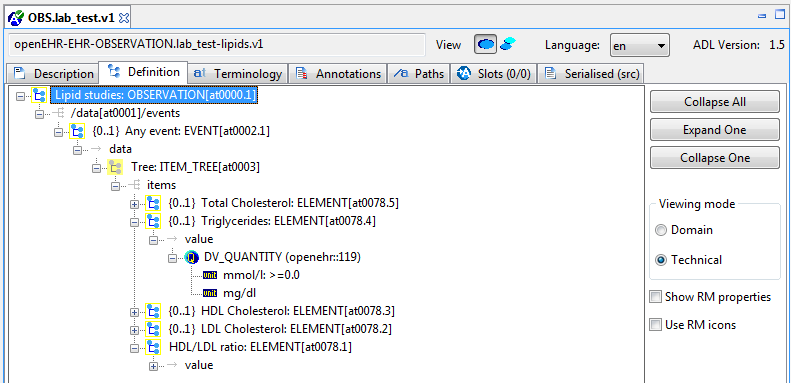 OBS.lab_test.v1
openEHR-EHR-OBSERVATION.lab_test-lipids.v1 View Language: en ADL Version: 1.5
Description Definition Terminology Annotations Paths Slots (0/0) Serialised (src)
Lipid studies: OBSERVATION[at0000.1]
/data[at0001]/events
{0..1} Any event: EVENT[at0002.1]
data
Tree: ITEM_TREE[at0003]
items
{0..1} Total Cholesterol: ELEMENT[at0078.5]
{0..1} Triglycerides: ELEMENT[at0078.4]
value
DV_QUANTITY (openehr::119)
unit mmol/l: >=0.0
unit mg/dl
{0..1} HDL Cholesterol: ELEMENT[at0078.3]
{0..1} LDL Cholesterol: ELEMENT[at0078.2]
HDL/LDL ratio: ELEMENT[at0078.1]
value
Collapse All
Expand One
Collapse One
Viewing mode
Domain
Technical
Show RM properties
Use RM icons